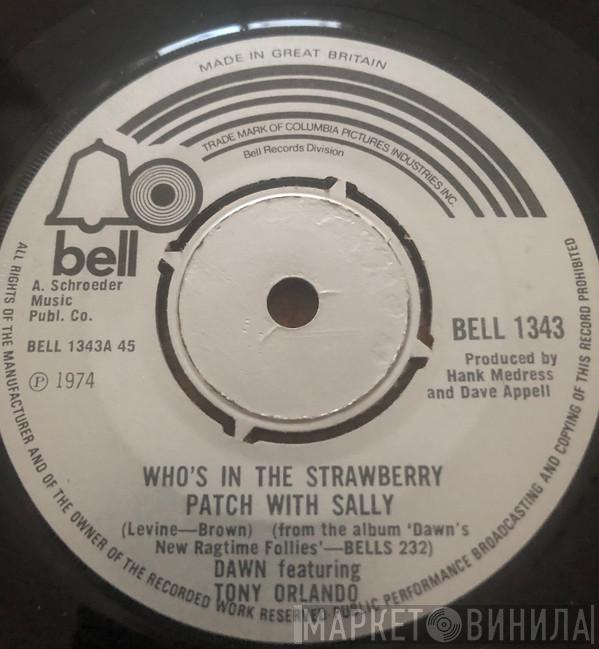 MADE IN GREAT BRITAIN
TRADE MARK OF COLUMBIA PICTURES INDUSTRIES INC.
Bell Records Division
bell
A. Schroeder
Music
Publ. Co.
BELL 1343A 45
℗ 1974
BELL 1343
Produced by
Hank Medress
and Dave Appell
WHO'S IN THE STRAWBERRY
PATCH WITH SALLY
(Levine—Brown) (from the album 'Dawn's
New Ragtime Follies'—BELLS 232)
DAWN featuring
TONY ORLANDO
ALL RIGHTS OF THE MANUFACTURER AND OF THE OWNER OF THE RECORDED WORK RESERVED PUBLIC PERFORMANCE BROADCASTING AND COPYING OF THIS RECORD PROHIBITED
МАРКЕТ ВИНИЛА